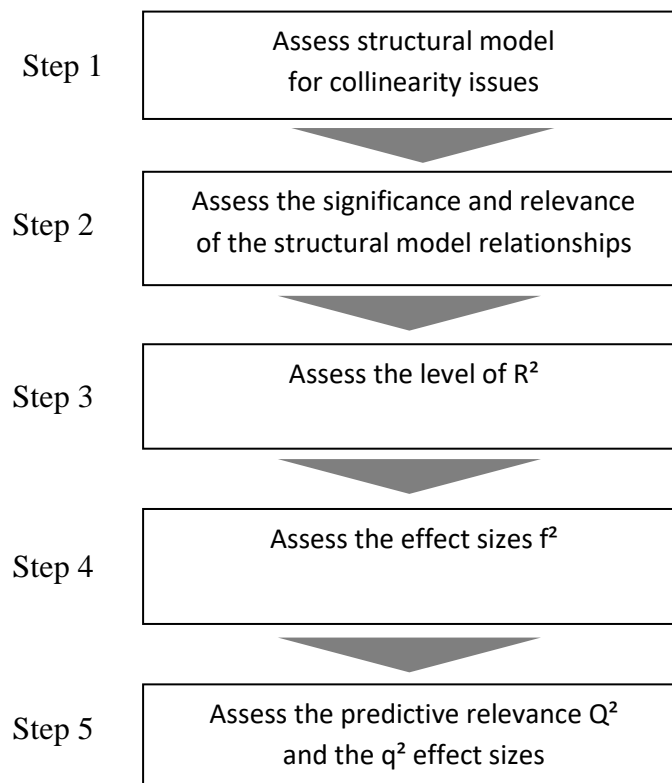 Step 1
Assess structural model
for collinearity issues
Step 2
Assess the significance and relevance
of the structural model relationships
Step 3
Assess the level of R²
Step 4
Assess the effect sizes f²
Step 5
Assess the predictive relevance Q²
and the q² effect sizes